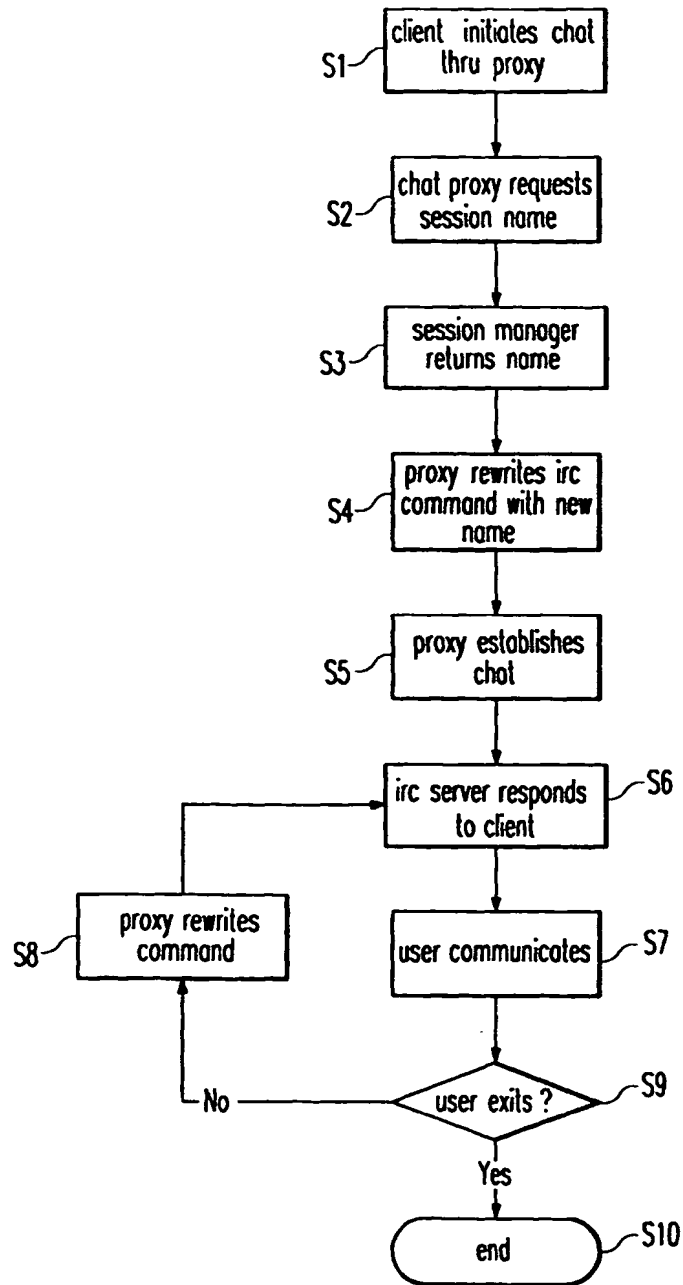 S1
client initiates chat
thru proxy
S2
chat proxy requests
session name
S3
session manager
returns name
S4
proxy rewrites irc
command with new
name
S5
proxy establishes
chat
irc server responds
to client
S6
S8
proxy rewrites
command
user communicates
S7
No
user exits ?
S9
Yes
end
S10